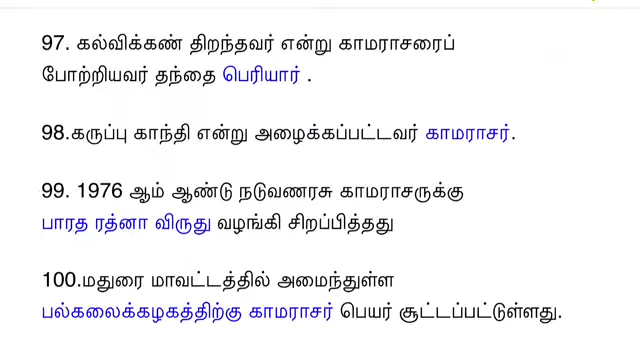 97. கல்விக்கண் திறந்தவர் என்று காமராசரைப்
போற்றியவர் தந்தை பெரியார் .
98.கருப்பு காந்தி என்று அழைக்கப்பட்டவர் காமராசர்.
99. 1976 ஆம் ஆண்டு நடுவணரசு காமராசருக்கு
பாரத ரத்னா விருது வழங்கி சிறப்பித்தது
100.மதுரை மாவட்டத்தில் அமைந்துள்ள
பல்கலைக்கழகத்திற்கு காமராசர் பெயர் சூட்டப்பட்டுள்ளது.